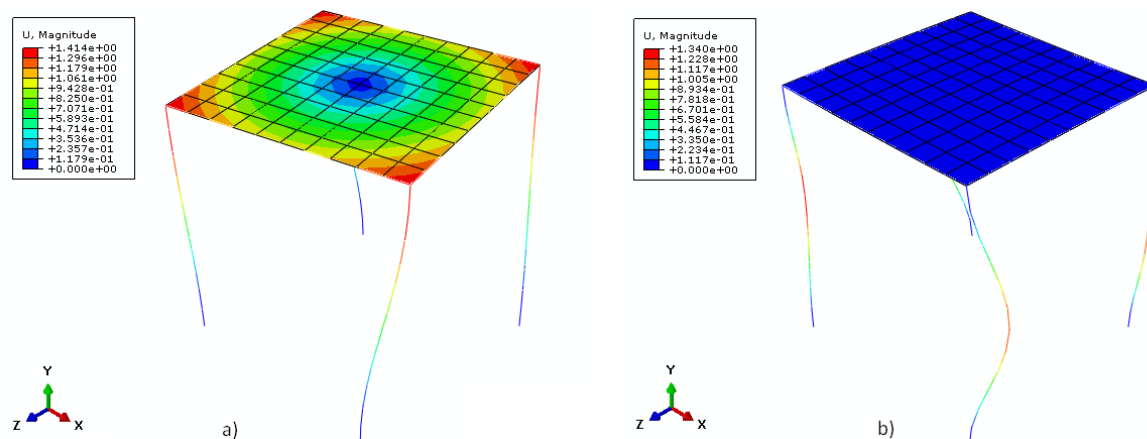 U, Magnitude
+1.414e+00
+1.296e+00
+1.179e+00
+1.061e+00
+9.428e-01
+8.250e-01
+7.071e-01
+5.893e-01
+4.714e-01
+3.536e-01
+2.357e-01
+1.179e-01
+0.000e+00
Y
Z
X
a)
U, Magnitude
+1.340e+00
+1.228e+00
+1.117e+00
+1.005e+00
+8.934e-01
+7.818e-01
+6.701e-01
+5.584e-01
+4.467e-01
+3.350e-01
+2.234e-01
+1.117e-01
+0.000e+00
Y
Z
X
b)